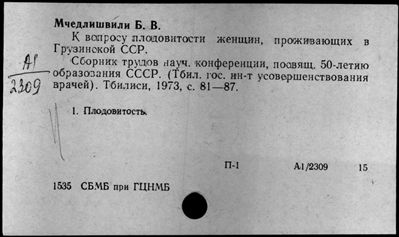 Мчедлишвили Б. В.
К вопросу плодовитости женщин, проживающих в
Грузинской ССР.
Сборник трудов науч. конференции, посвящ. 50-летию
образования СССР. (Тбил. гос. ин-т усовершенствования
врачей). Тбилиси, 1973, с. 81—87.
А1
2309
1. Плодовитость.
П-1 А1/2309 15
1535 СБМБ при ГЦНМБ